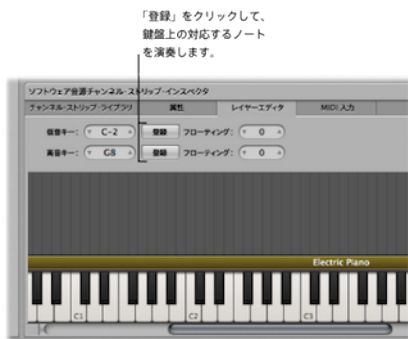 「登録」をクリックして、
鍵盤上の対応するノート
を演奏します。
ソフトウェア音源チャンネル・ストリップ・インスペクタ
チャンネル・ストリップ・ライブラリ 属性 レイヤーエディタ MIDI 入力
低音キー: C-2 登録 フローティング: 0
高音キー: G8 登録 フローティング: 0
Electric Piano
C1 C2 C3